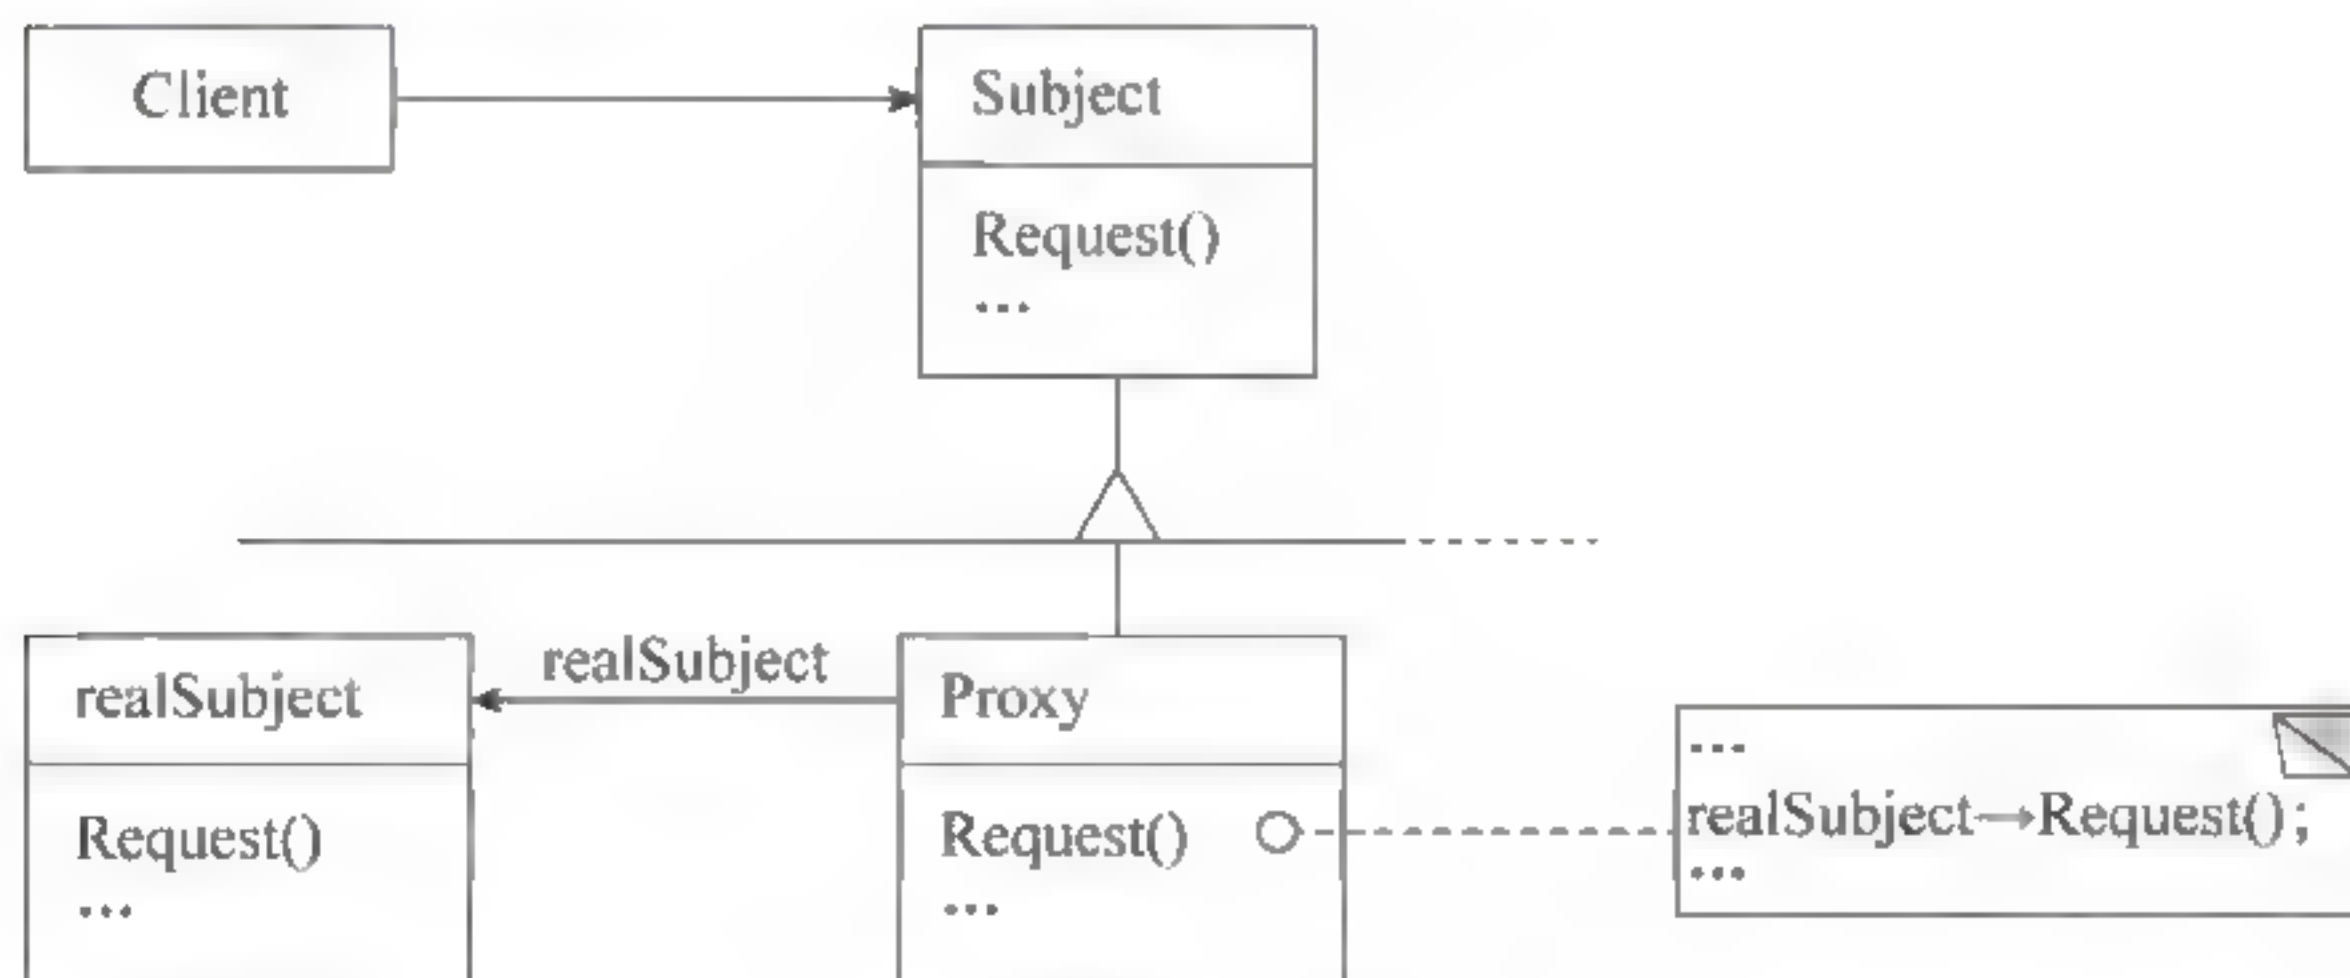 Client
Subject
Request()
...
realSubject
realSubject
Proxy
Request()
...
Request()
...
...
realSubject→Request();
...